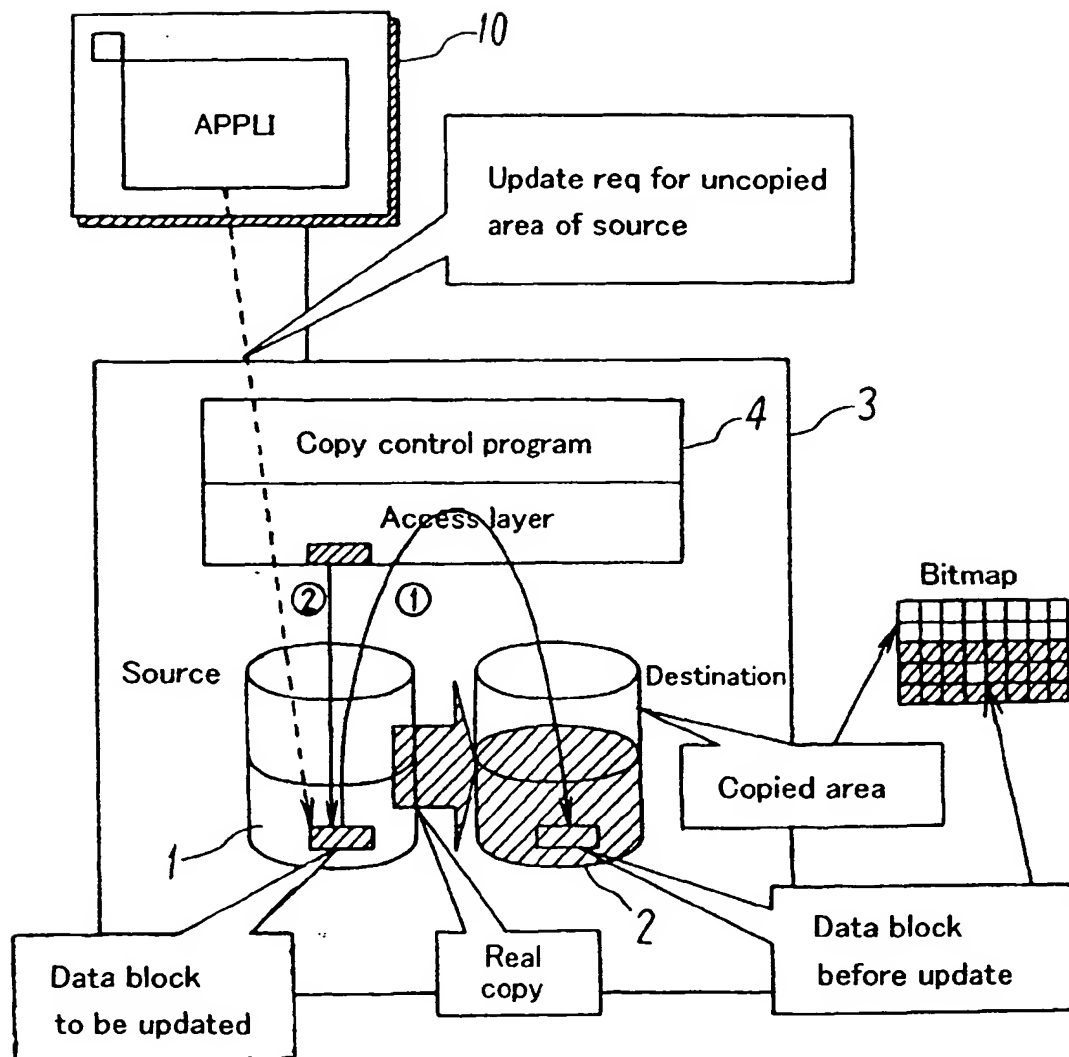 10
APPLI
Update req for uncopied
area of source
4
3
Copy control program
Access layer
Bitmap
② ①
Source
Destination
Copied area
1
2
Data block
to be updated
Real
copy
Data block
before update